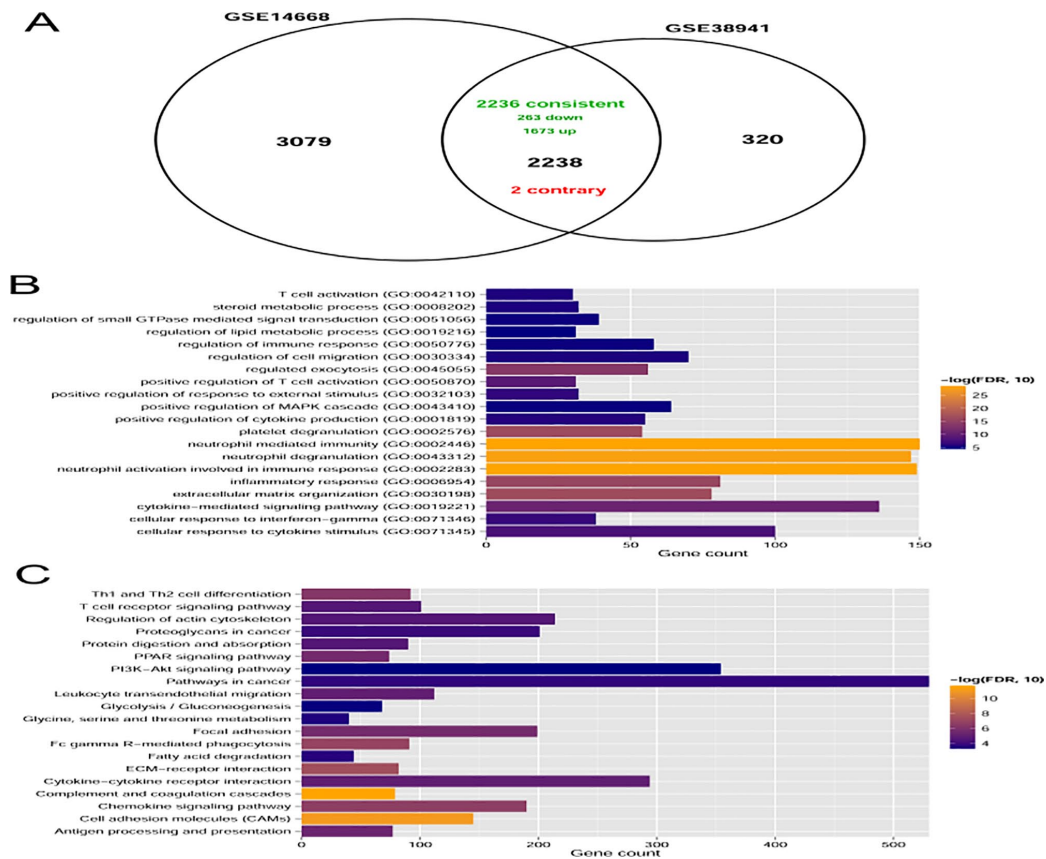 A
GSE14668
GSE38941
2236 consistent
263 down
1673 up
3079
2238
320
2 contrary
B
T cell activation (GO:0042110)
steroid metabolic process (GO:0008202)
regulation of small GTPase mediated signal transduction (GO:0051056)
regulation of lipid metabolic process (GO:0019216)
regulation of immune response (GO:0050776)
regulation of cell migration (GO:0030334)
regulated exocytosis (GO:0045055)
positive regulation of T cell activation (GO:0050870)
positive regulation of response to external stimulus (GO:0032103)
positive regulation of MAPK cascade (GO:0043410)
positive regulation of cytokine production (GO:0001819)
platelet degranulation (GO:0002576)
neutrophil mediated immunity (GO:0002446)
neutrophil degranulation (GO:0043312)
neutrophil activation involved in immune response (GO:0002283)
inflammatory response (GO:0006954)
extracellular matrix organization (GO:0030198)
cytokine-mediated signaling pathway (GO:0019221)
cellular response to interferon-gamma (GO:0071346)
cellular response to cytokine stimulus (GO:0071345)
0 50 100 150
Gene count
-log(FDR, 10)
25
20
15
10
5
C
Th1 and Th2 cell differentiation
T cell receptor signaling pathway
Regulation of actin cytoskeleton
Proteoglycans in cancer
Protein digestion and absorption
PPAR signaling pathway
PI3K-Akt signaling pathway
Pathways in cancer
Leukocyte transendothelial migration
Glycolysis / Gluconeogenesis
Glycine, serine and threonine metabolism
Focal adhesion
Fc gamma R-mediated phagocytosis
Fatty acid degradation
ECM-receptor interaction
Cytokine-cytokine receptor interaction
Complement and coagulation cascades
Chemokine signaling pathway
Cell adhesion molecules (CAMs)
Antigen processing and presentation
0 100 200 300 400 500
Gene count
-log(FDR, 10)
10
8
6
4